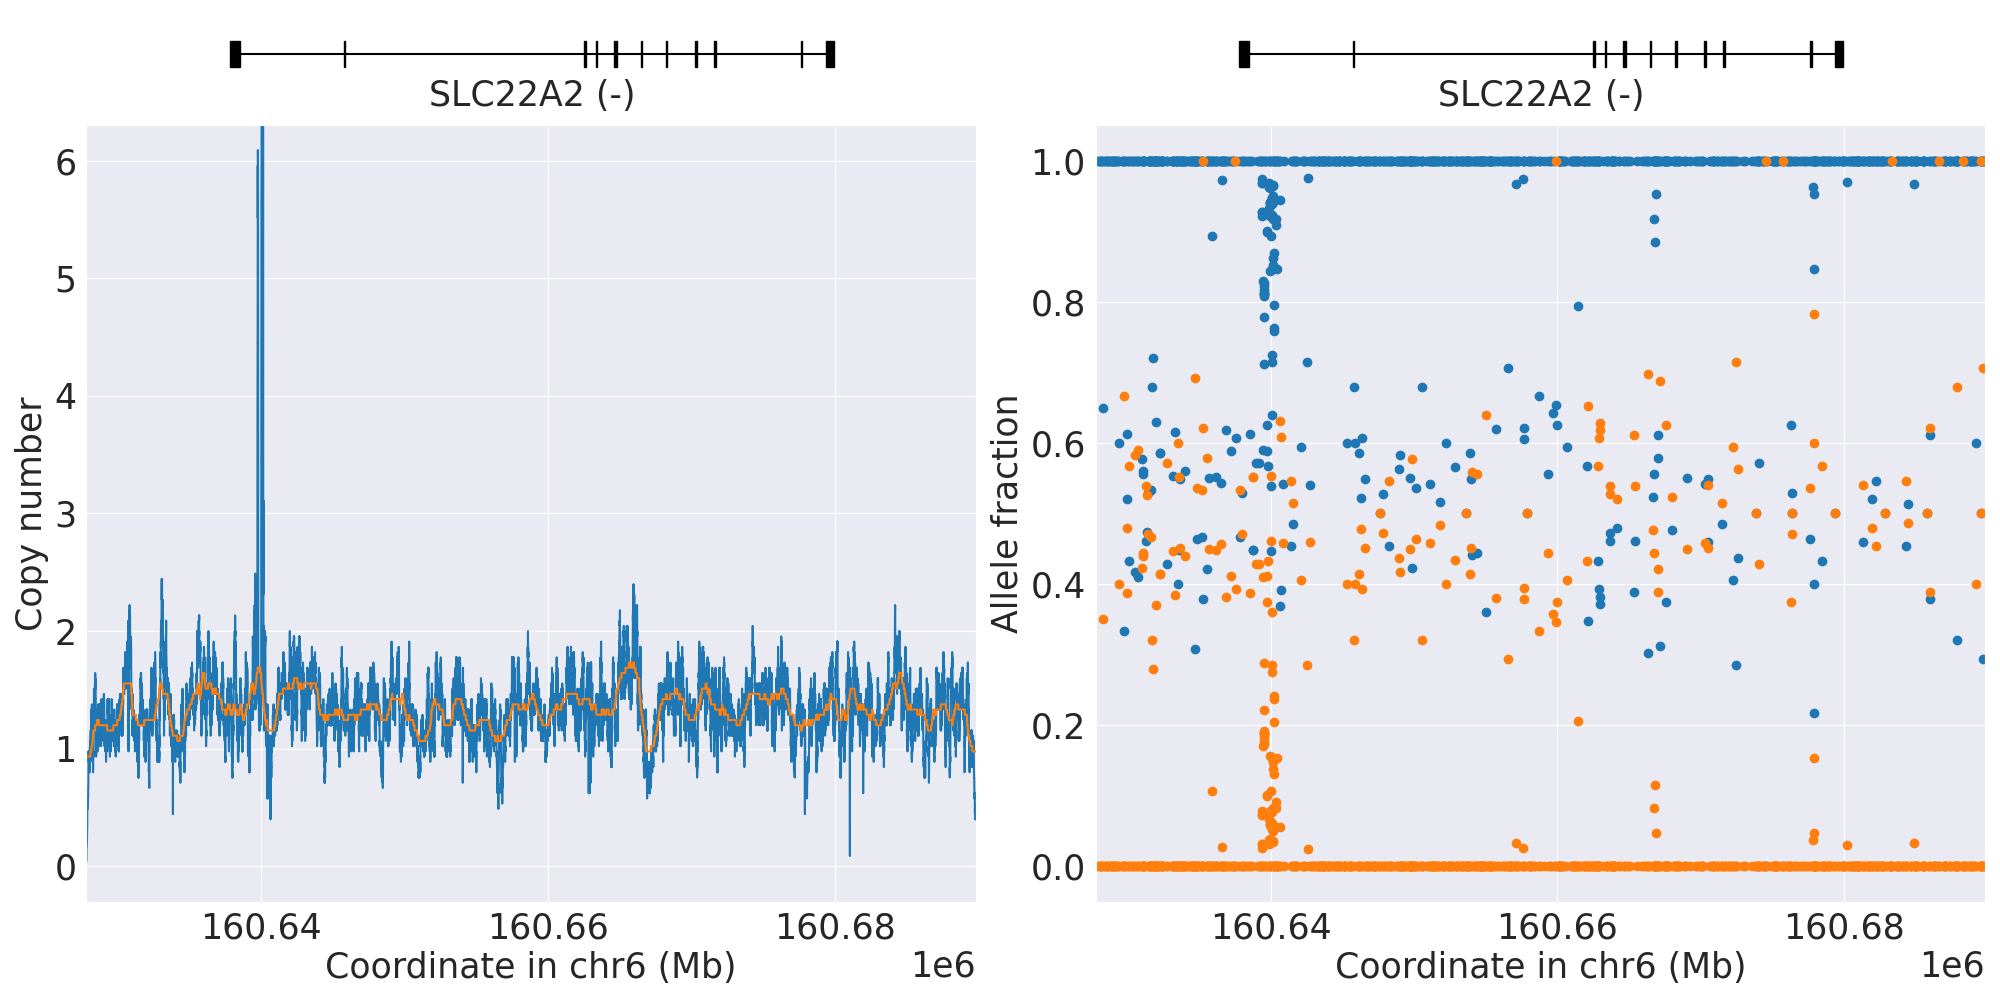 SLC22A2 (-)
SLC22A2 (-)
Copy number
6
5
4
3
2
1
0
160.64
160.66
160.68
Coordinate in chr6 (Mb)
1e6
Allele fraction
1.0
0.8
0.6
0.4
0.2
0.0
160.64
160.66
160.68
Coordinate in chr6 (Mb)
1e6